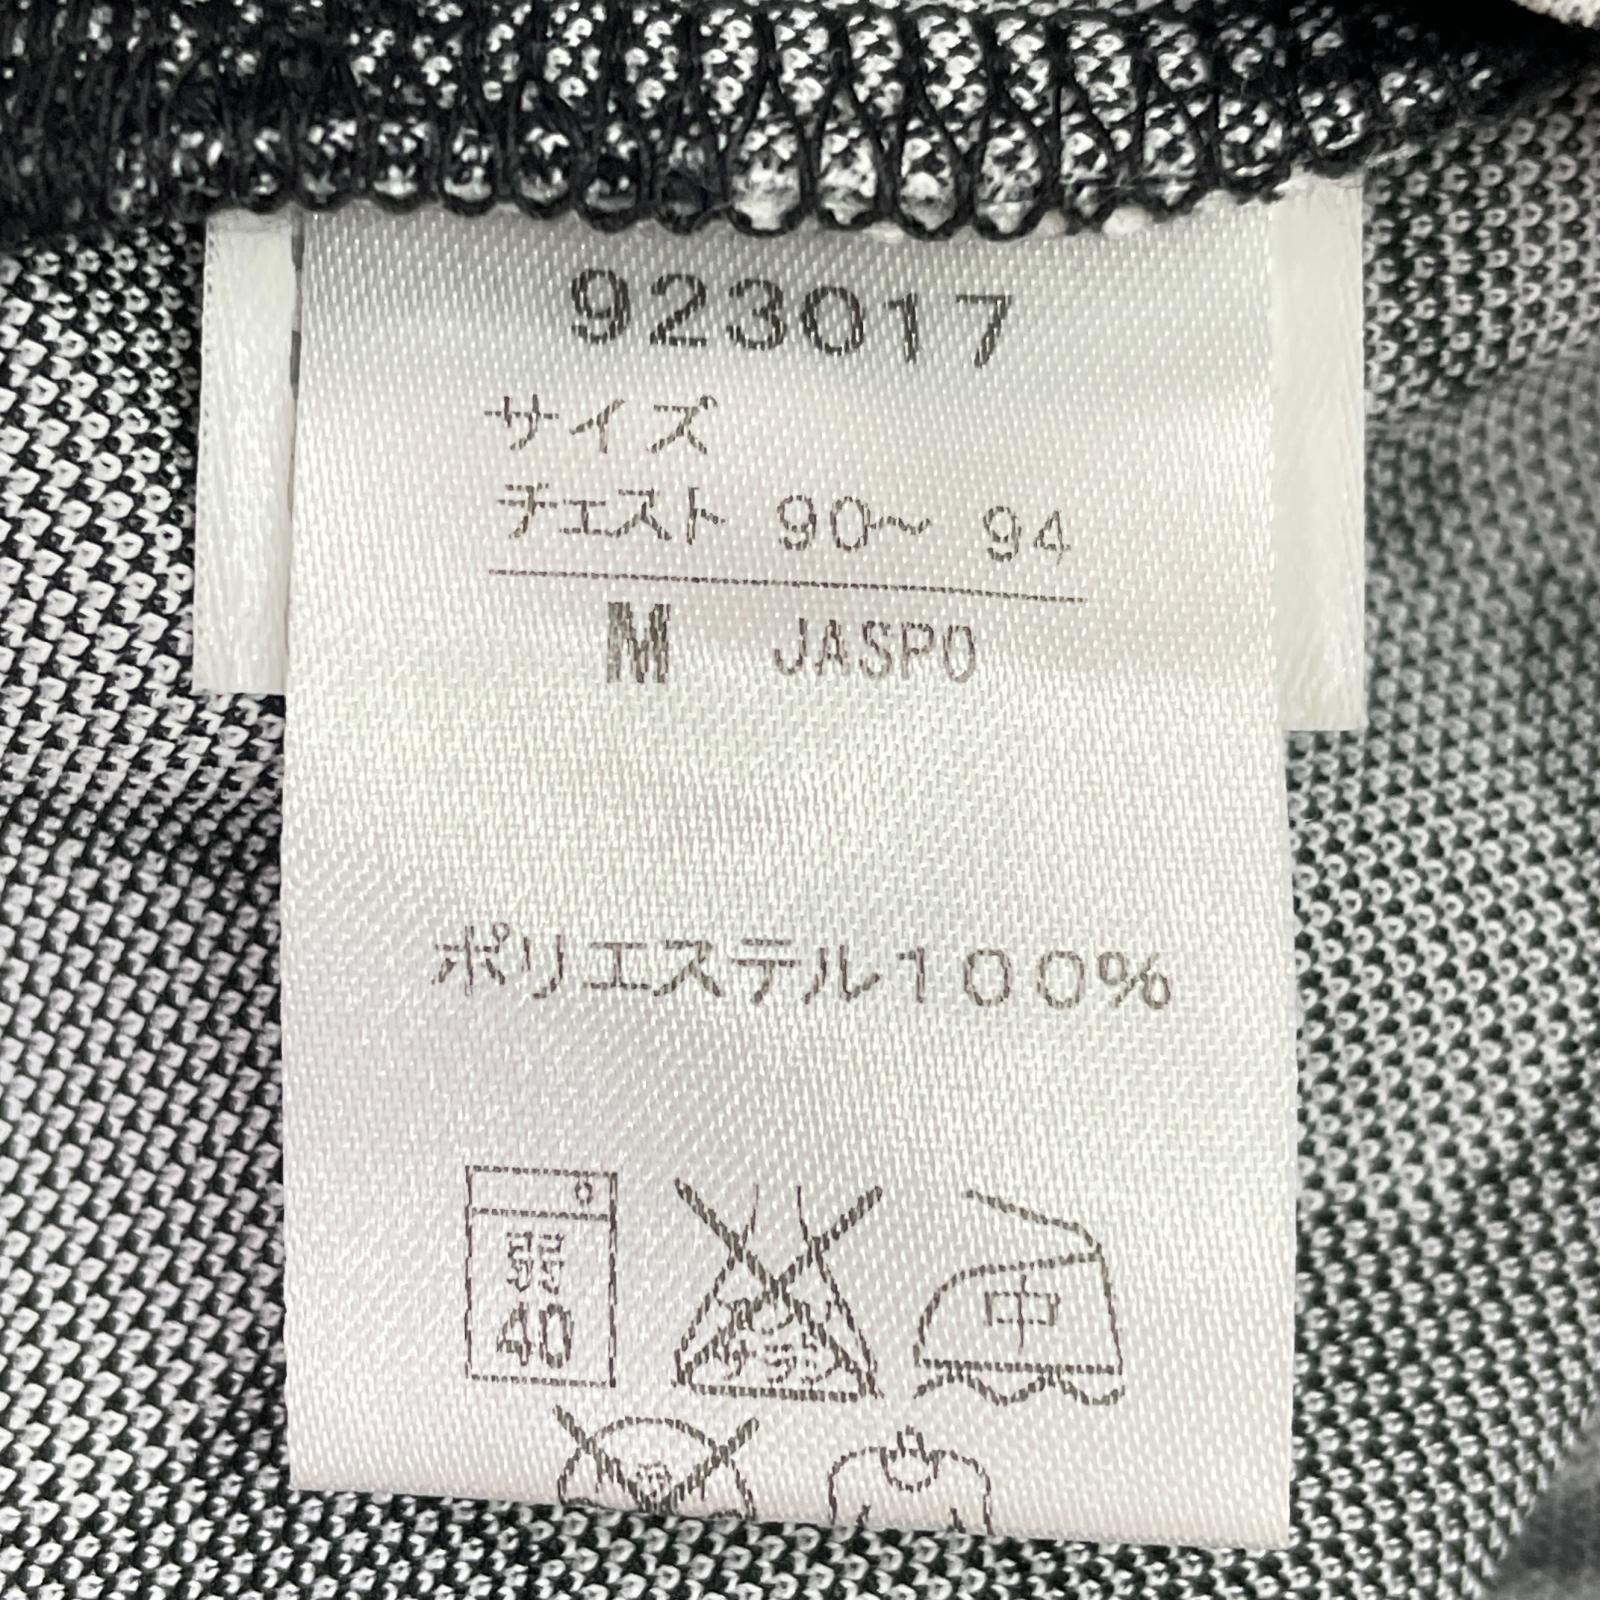 923017
サイズ
チェスト 90～ 94
M JASPO
ポリエステル100%
弱
40
中